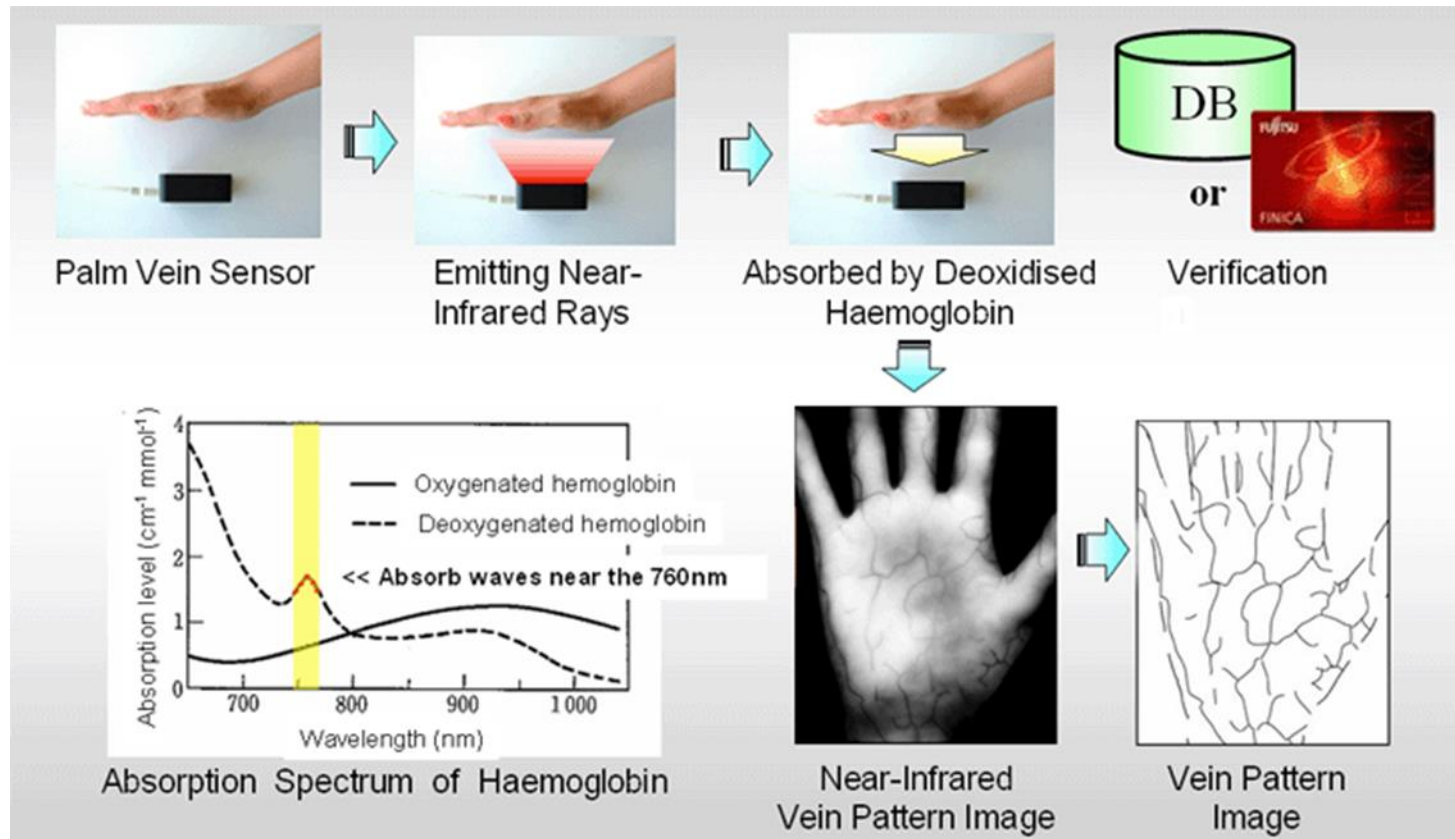 DB
FUJITSU
or
FINICA
Palm Vein Sensor
Emitting Near-
Infrared Rays
Absorbed by Deoxidised
Haemoglobin
Verification
Absorption level (cm⁻¹ mmol⁻¹)
4
3
2
1
0
Oxygenated hemoglobin
Deoxygenated hemoglobin
<< Absorb waves near the 760nm
700 800 900 1000
Wavelength (nm)
Absorption Spectrum of Haemoglobin
Near-Infrared
Vein Pattern Image
Vein Pattern
Image